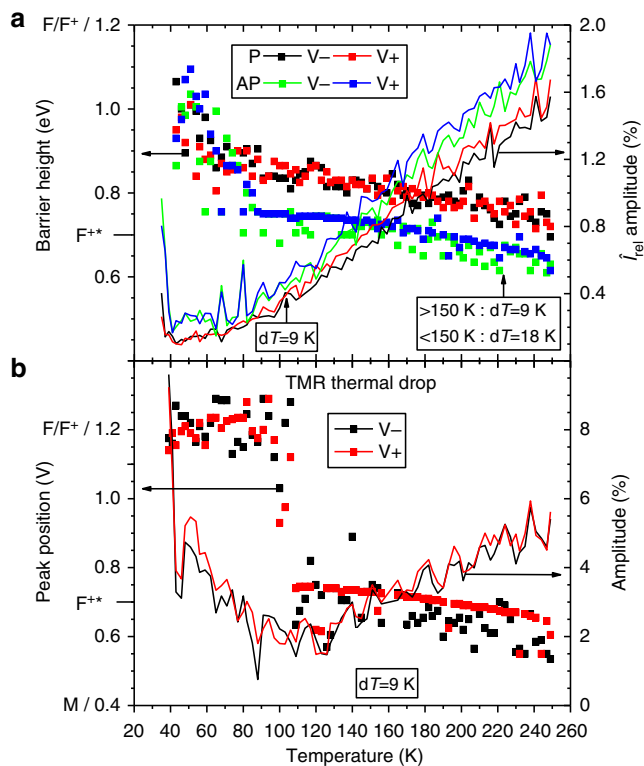 a
F/F⁺ / 1.2
1.0
0.8
F⁺*
0.6
Barrier height (eV)
P V– V+
AP V– V+
2.0
1.6
1.2
0.8
0.4
ĵrel amplitude (%)
dT=9 K
>150 K : dT=9 K
<150 K : dT=18 K
b
TMR thermal drop
F/F⁺ / 1.2
1.0
0.8
F⁺*
0.6
M / 0.4
Peak position (V)
V–
V+
8
6
4
2
0
Amplitude (%)
dT=9 K
20 40 60 80 100 120 140 160 180 200 220 240 260
Temperature (K)